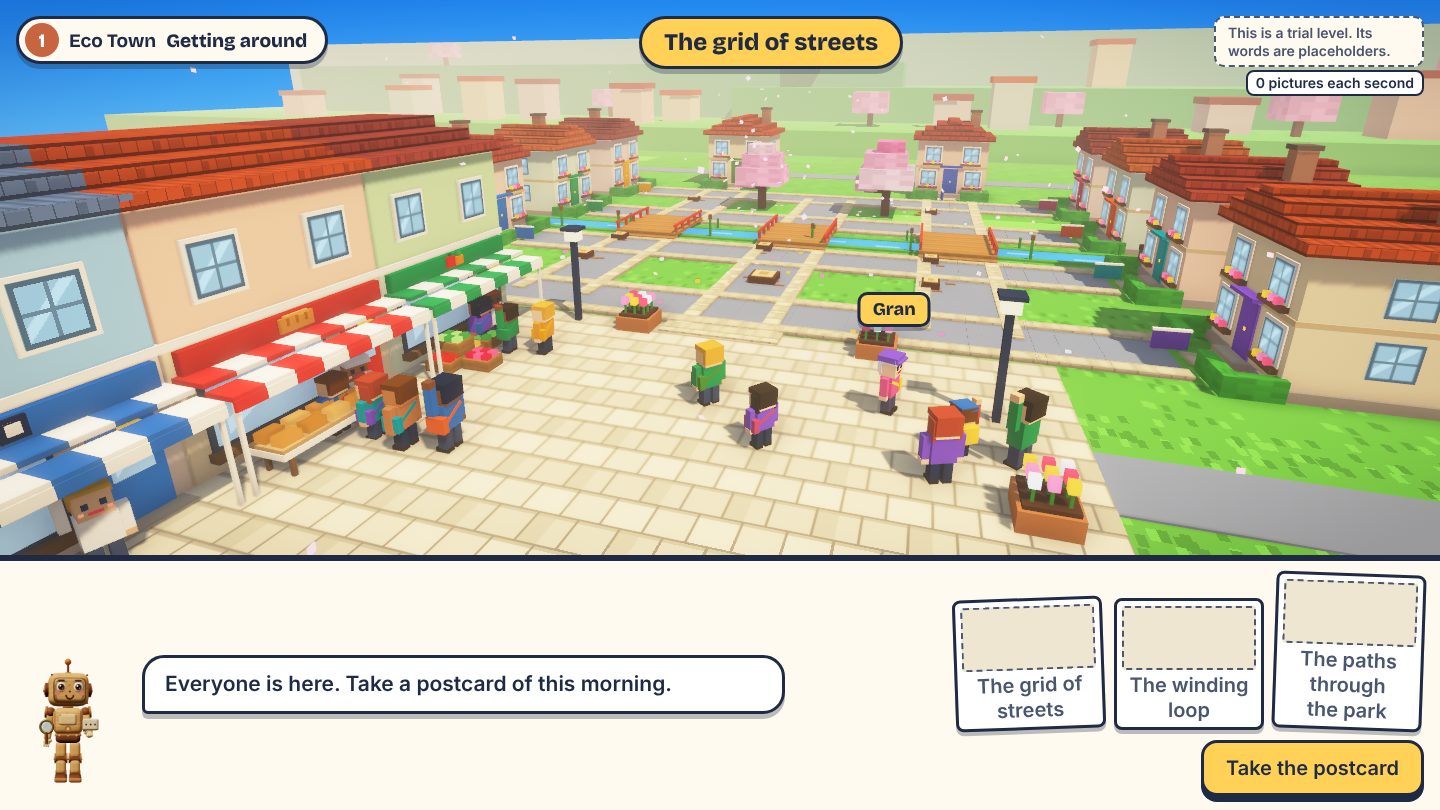 1 Eco Town Getting around
The grid of streets
This is a trial level. Its
words are placeholders.
0 pictures each second
Gran
Everyone is here. Take a postcard of this morning.
The grid of
streets
The winding
loop
The paths
through
the park
Take the postcard